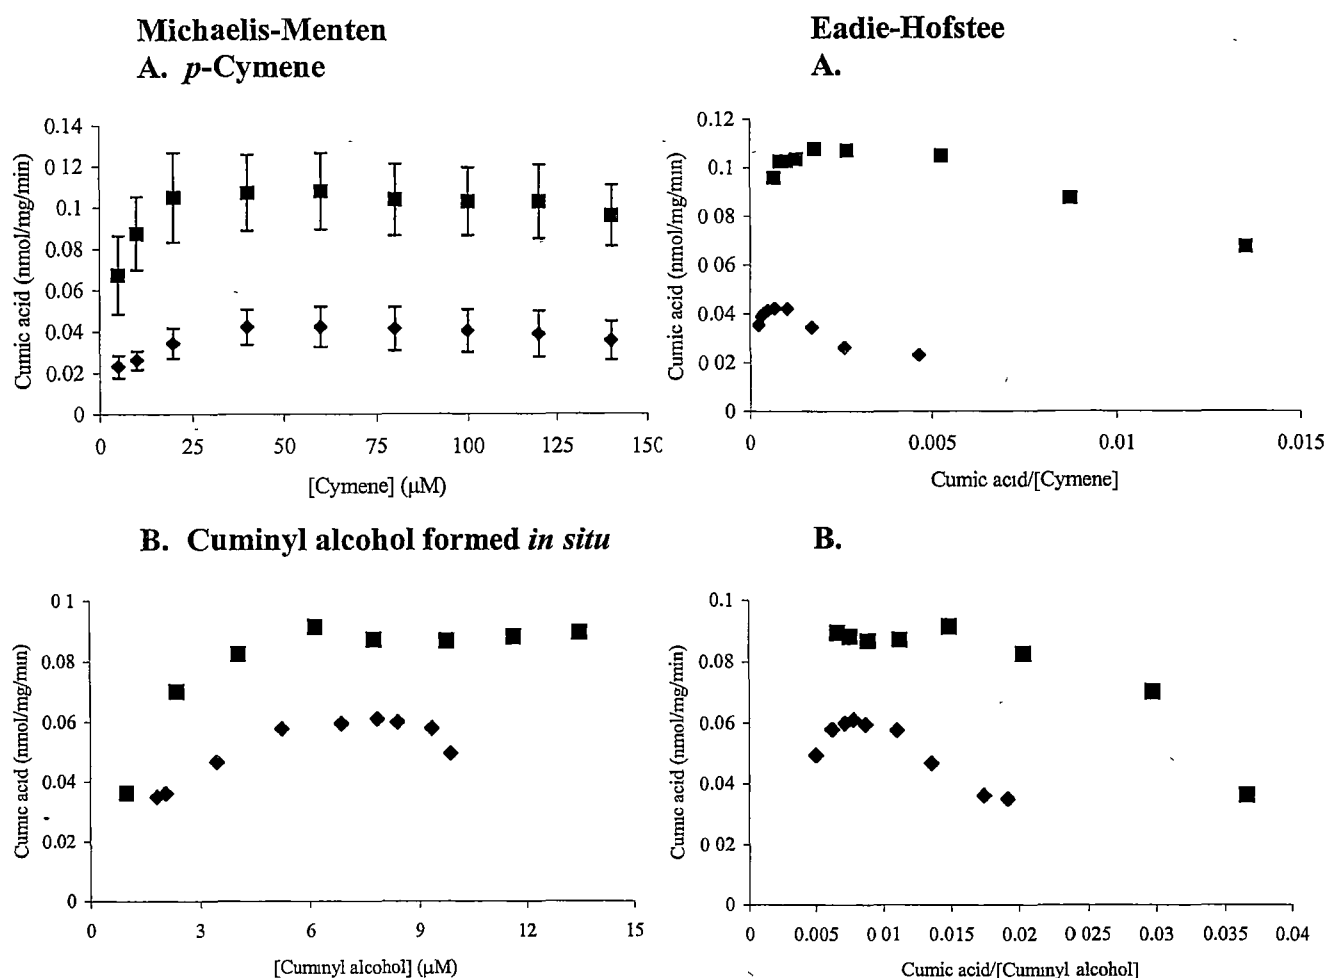 Michaelis-Menten
A. p-Cymene
Eadie-Hofstee
A.
Cumic acid (nmol/mg/min)
0.14
0.12
0.1
0.08
0.06
0.04
0.02
0
0 25 50 75 100 125 150
[Cymene] (μM)
Cumic acid (nmol/mg/min)
0.12
0.1
0 08
0 06
0 04
0 02
0
0 0.005 0.01 0.015
Cumic acid/[Cymene]
B. Cuminyl alcohol formed in situ
B.
Cumic acid (nmol/mg/min)
0 1
0.08
0.06
0.04
0.02
0
0 3 6 9 12 15
[Cuminyl alcohol] (μM)
Cumic acid (nmol/mg/min)
0.1
0.08
0.06
0.04
0 02
0
0 0.005 0 01 0.015 0.02 0 025 0.03 0.035 0.04
Cumic acid/[Cuminyl alcohol]